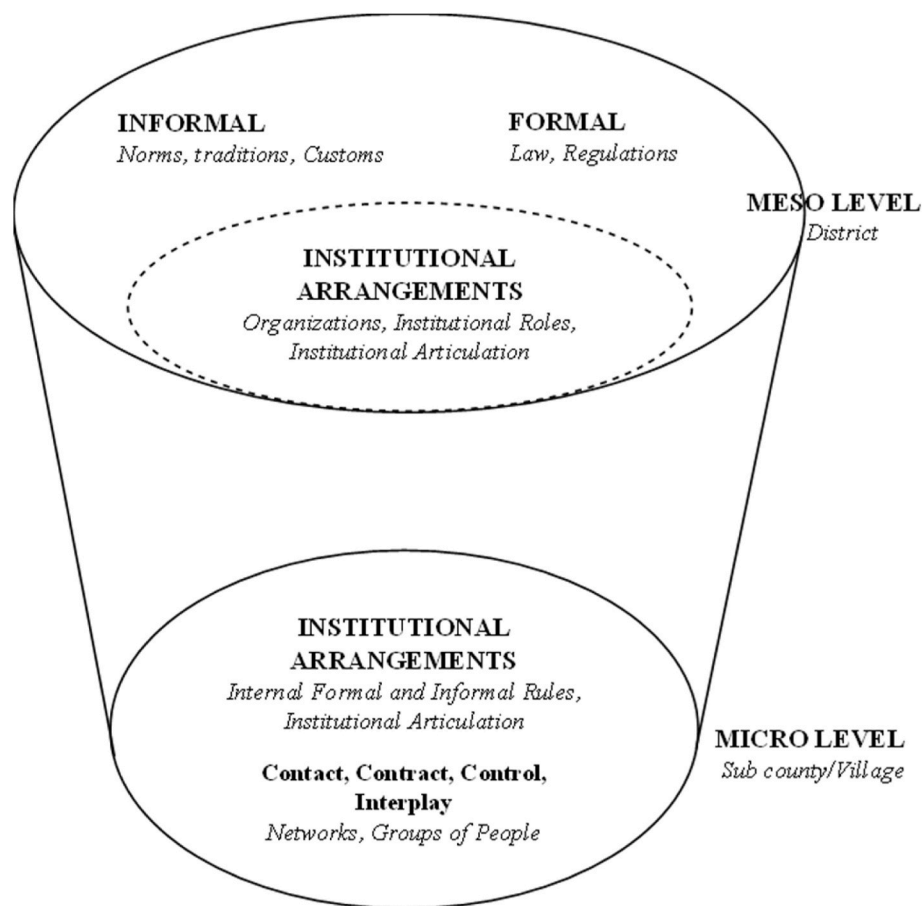 INFORMAL
Norms, traditions, Customs
FORMAL
Law, Regulations
MESO LEVEL
District
INSTITUTIONAL
ARRANGEMENTS
Organizations, Institutional Roles,
Institutional Articulation
INSTITUTIONAL
ARRANGEMENTS
Internal Formal and Informal Rules,
Institutional Articulation
MICRO LEVEL
Sub county/Village
Contact, Contract, Control,
Interplay
Networks, Groups of People